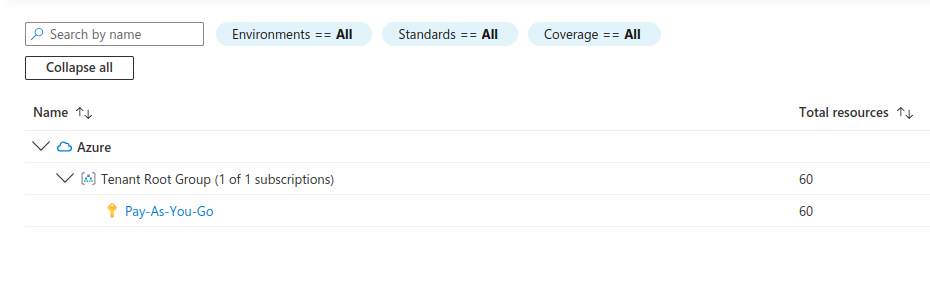 Search by name
Environments == All
Standards == All
Coverage == All
Collapse all
Name
Total resources
Azure
Tenant Root Group (1 of 1 subscriptions)
60
Pay-As-You-Go
60